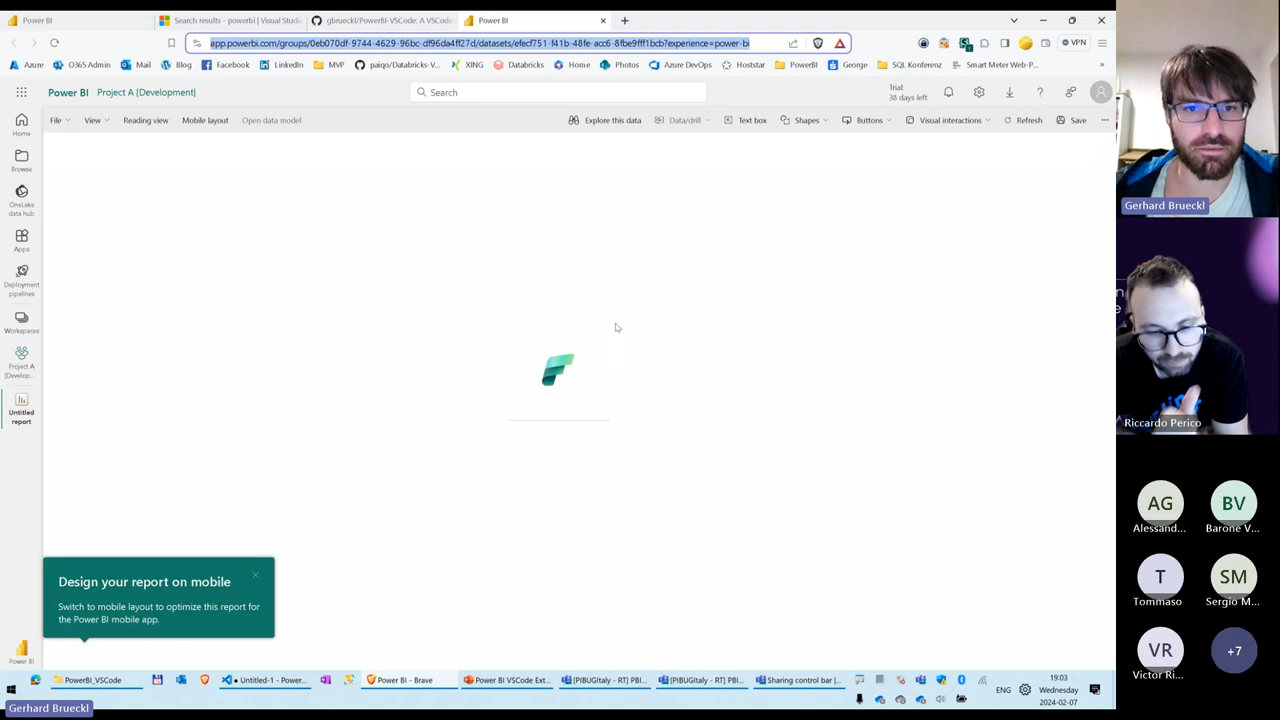 Power BI
Search results - powerbi | Visual Studi
gbrueckl/PowerBI-VSCode: A VSCode
Power BI
app.powerbi.com/groups/0eb070df-9744-4629-96bc-df96da4ff27d/datasets/efecf751-f41b-48fe-acc6-8fbe9fff1bcb?experience=power-bi
VPN
Azure
O365 Admin
Mail
Blog
Facebook
LinkedIn
MVP
paiqo/Databricks-V...
XING
Databricks
Home
Photos
Azure DevOps
Hoststar
PowerBI
George
SQL Konferenz
Smart Meter Web-P...
Power BI
Project A [Development]
Search
Trial:
38 days left
File
View
Reading view
Mobile layout
Open data model
Explore this data
Data/drill
Text box
Shapes
Buttons
Visual interactions
Refresh
Save
Home
Browse
OneLake
data hub
Apps
Deployment
pipelines
Workspaces
Project A
[Develop...
Untitled
report
Power BI
Design your report on mobile
Switch to mobile layout to optimize this report for
the Power BI mobile app.
PowerBI_VSCode
Untitled-1 - Power...
Power BI - Brave
Power BI VSCode Ext...
[PIBUGItaly - RT] PBI...
[PIBUGItaly - RT] PBI...
Sharing control bar |...
ENG
19:03
Wednesday
2024-02-07
Gerhard Brueckl
Gerhard Brueckl
Riccardo Perico
AG
Alessand...
BV
Barone V...
T
Tommaso
SM
Sergio M...
VR
Victor Ri...
+7